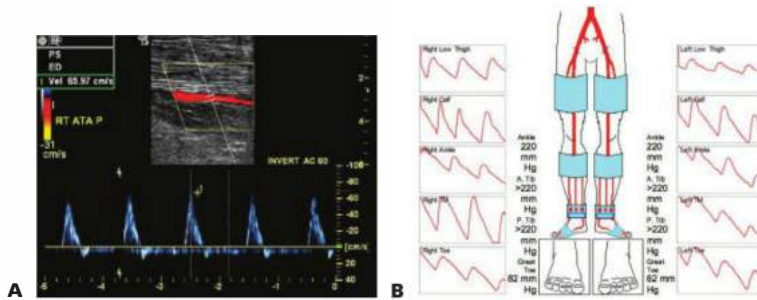 PS
ED
1 Vel 65.97 cm/s
RT ATA P
-31
cm/s
INVERT AC 60
-100
-80
-60
-40
-20
[cm/s
20
40
-6
-5
-4
-3
-2
-1
0
A
Right Low Thigh
Right Calf
Right Ankle
Right TM
Right Toe
Ankle
220
mm
Hg
A. Tib
>220
mm
Hg
P. Tib
>220
mm
Hg
Great
Toe
82 mm
Hg
Ankle
220
mm
Hg
A. Tib
>220
mm
Hg
P. Tib
>220
mm
Hg
Great
Toe
62 mm
Hg
Left Low Thigh
Left Calf
Left Ankle
Left TM
Left Toe
B